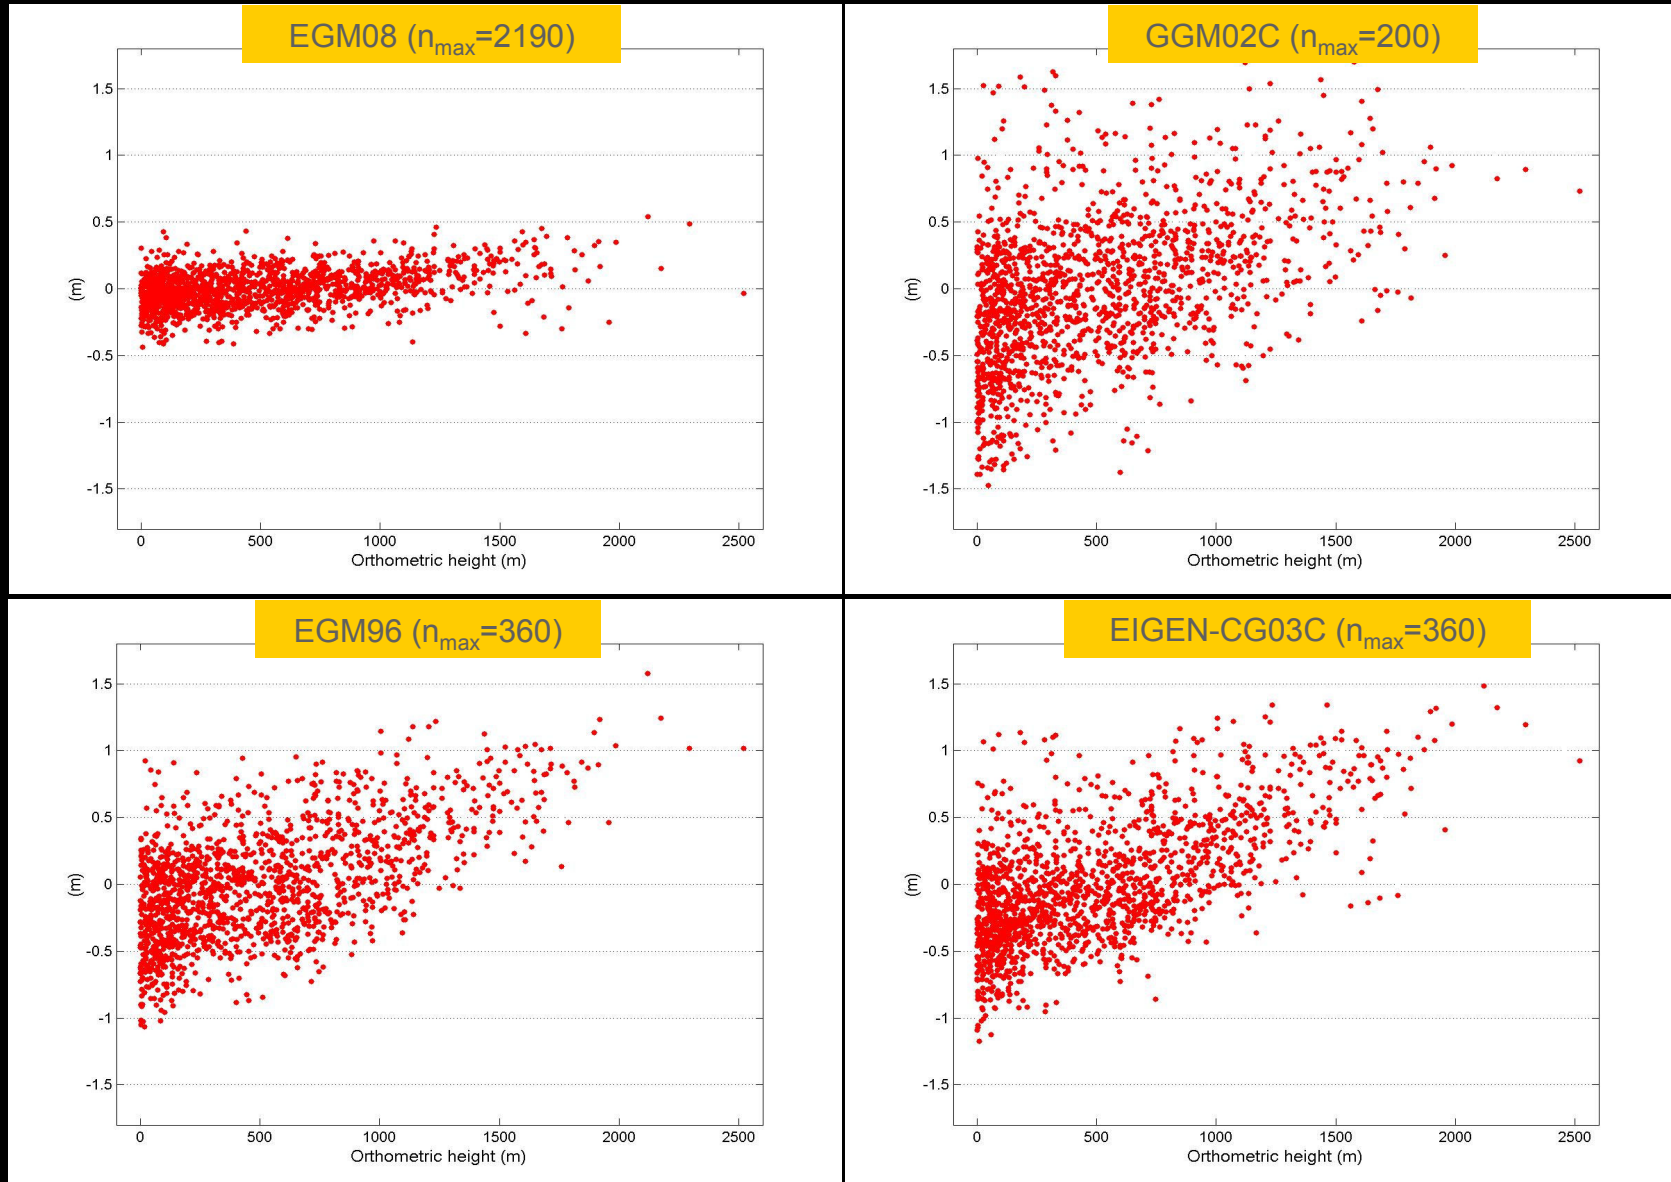 EGM08 (nmax=2190)
1.5
1
0.5
0
-0.5
-1
-1.5
(m)
0 500 1000 1500 2000 2500
Orthometric height (m)
GGM02C (nmax=200)
1.5
1
0.5
0
-0.5
-1
-1.5
(m)
0 500 1000 1500 2000 2500
Orthometric height (m)
EGM96 (nmax=360)
1.5
1
0.5
0
-0.5
-1
-1.5
(m)
0 500 1000 1500 2000 2500
Orthometric height (m)
EIGEN-CG03C (nmax=360)
1.5
1
0.5
0
-0.5
-1
-1.5
(m)
0 500 1000 1500 2000 2500
Orthometric height (m)